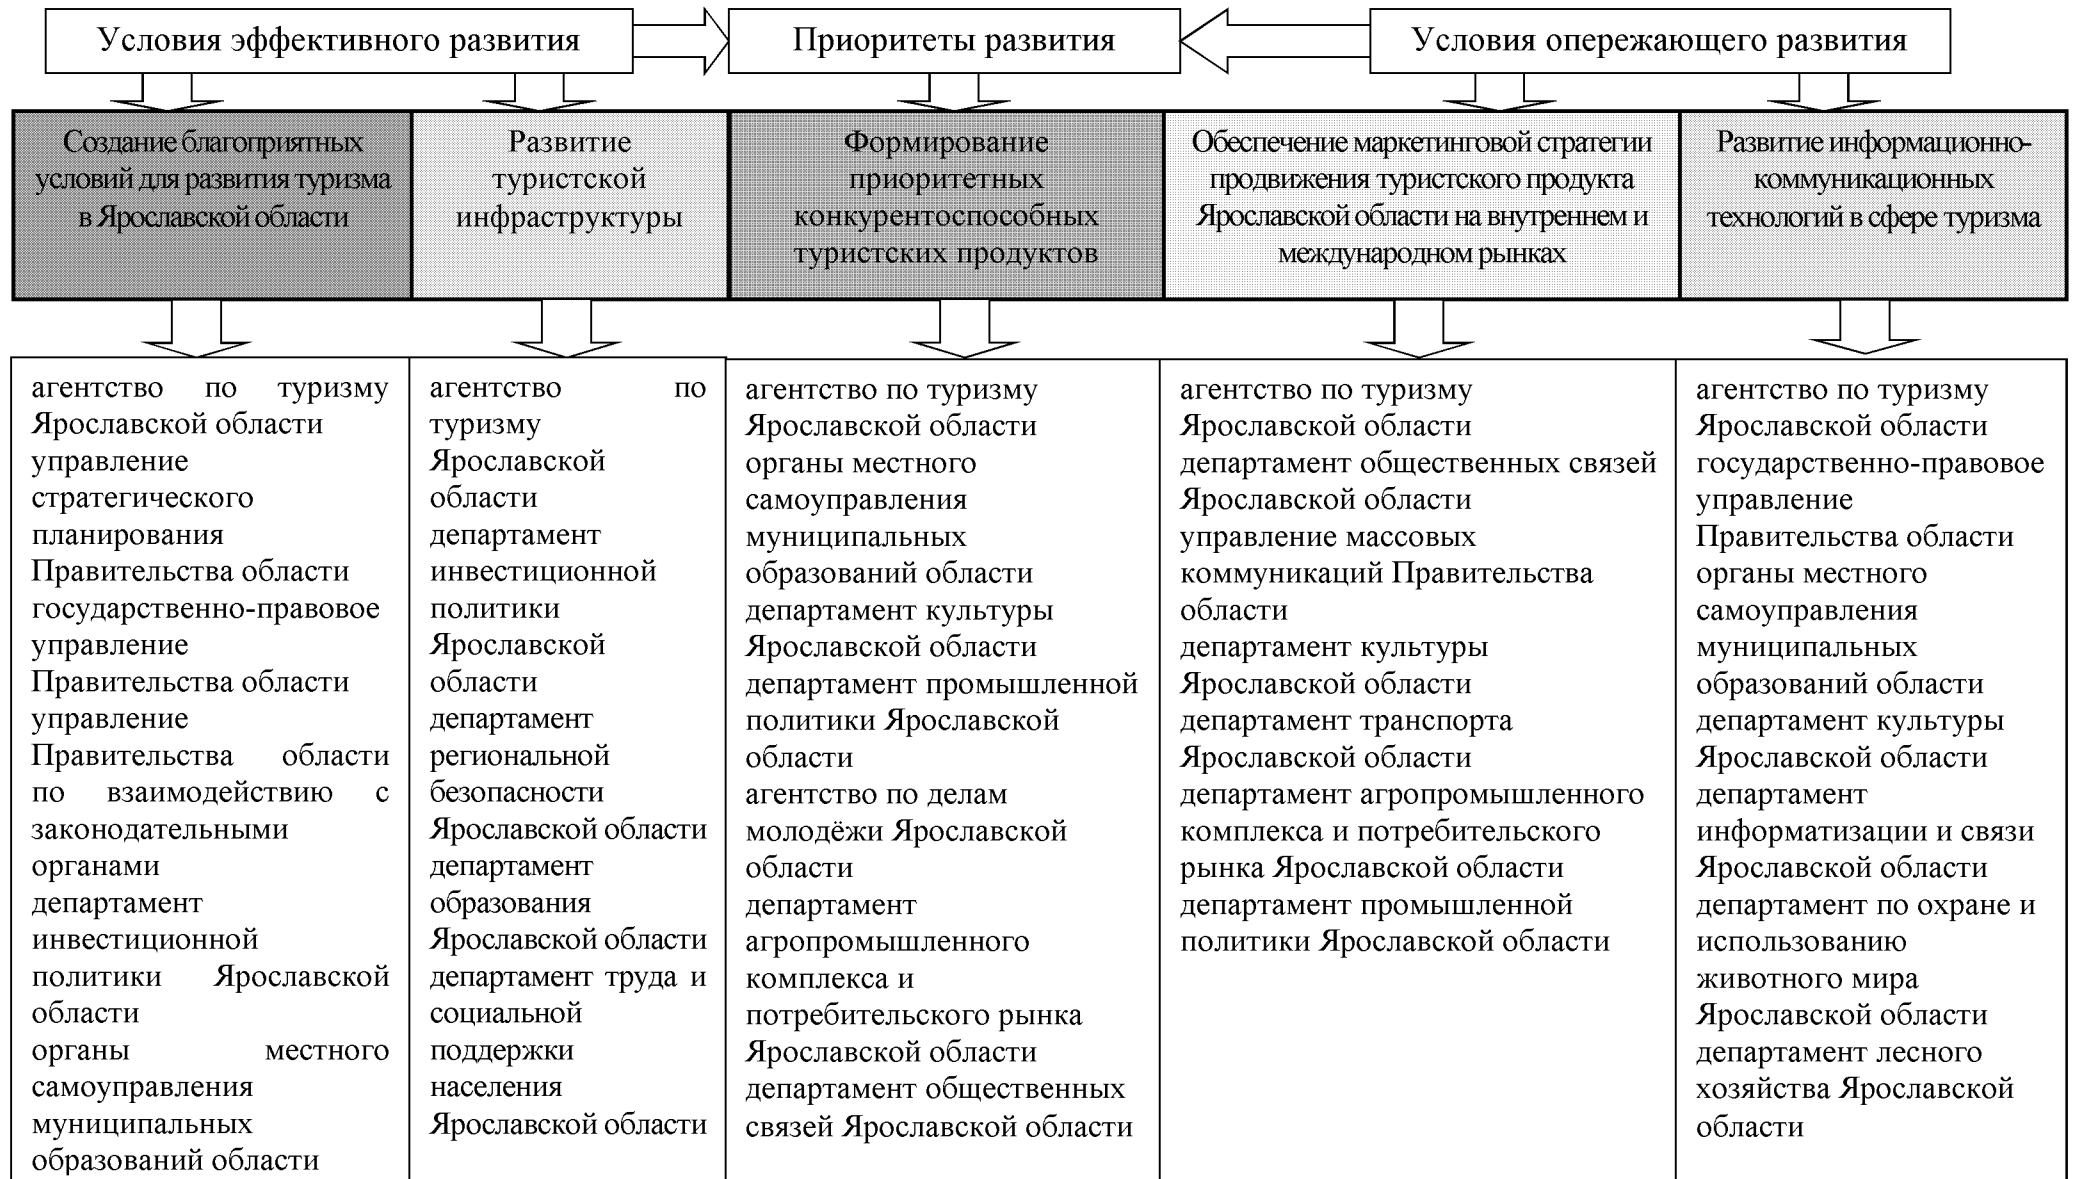 Условия эффективного развития
Приоритеты развития
Условия опережающего развития
Создание благоприятных
условий для развития туризма
в Ярославской области
Развитие
туристской
инфраструктуры
Формирование
приоритетных
конкурентоспособных
туристских продуктов
Обеспечение маркетинговой стратегии
продвижения туристского продукта
Ярославской области на внутреннем и
международном рынках
Развитие информационно-
коммуникационных
технологий в сфере туризма
агентство по туризму
Ярославской области
управление
стратегического
планирования
Правительства области
государственно-правовое
управление
Правительства области
управление
Правительства области
по взаимодействию с
законодательными
органами
департамент
инвестиционной
политики Ярославской
области
органы местного
самоуправления
муниципальных
образований области
агентство по
туризму
Ярославской
области
департамент
инвестиционной
политики
Ярославской
области
департамент
региональной
безопасности
Ярославской области
департамент
образования
Ярославской области
департамент труда и
социальной
поддержки
населения
Ярославской области
агентство по туризму
Ярославской области
органы местного
самоуправления
муниципальных
образований области
департамент культуры
Ярославской области
департамент промышленной
политики Ярославской
области
агентство по делам
молодёжи Ярославской
области
департамент
агропромышленного
комплекса и
потребительского рынка
Ярославской области
департамент общественных
связей Ярославской области
агентство по туризму
Ярославской области
департамент общественных связей
Ярославской области
управление массовых
коммуникаций Правительства
области
департамент культуры
Ярославской области
департамент транспорта
Ярославской области
департамент агропромышленного
комплекса и потребительского
рынка Ярославской области
департамент промышленной
политики Ярославской области
агентство по туризму
Ярославской области
государственно-правовое
управление
Правительства области
органы местного
самоуправления
муниципальных
образований области
департамент культуры
Ярославской области
департамент
информатизации и связи
Ярославской области
департамент по охране и
использованию
животного мира
Ярославской области
департамент лесного
хозяйства Ярославской
области